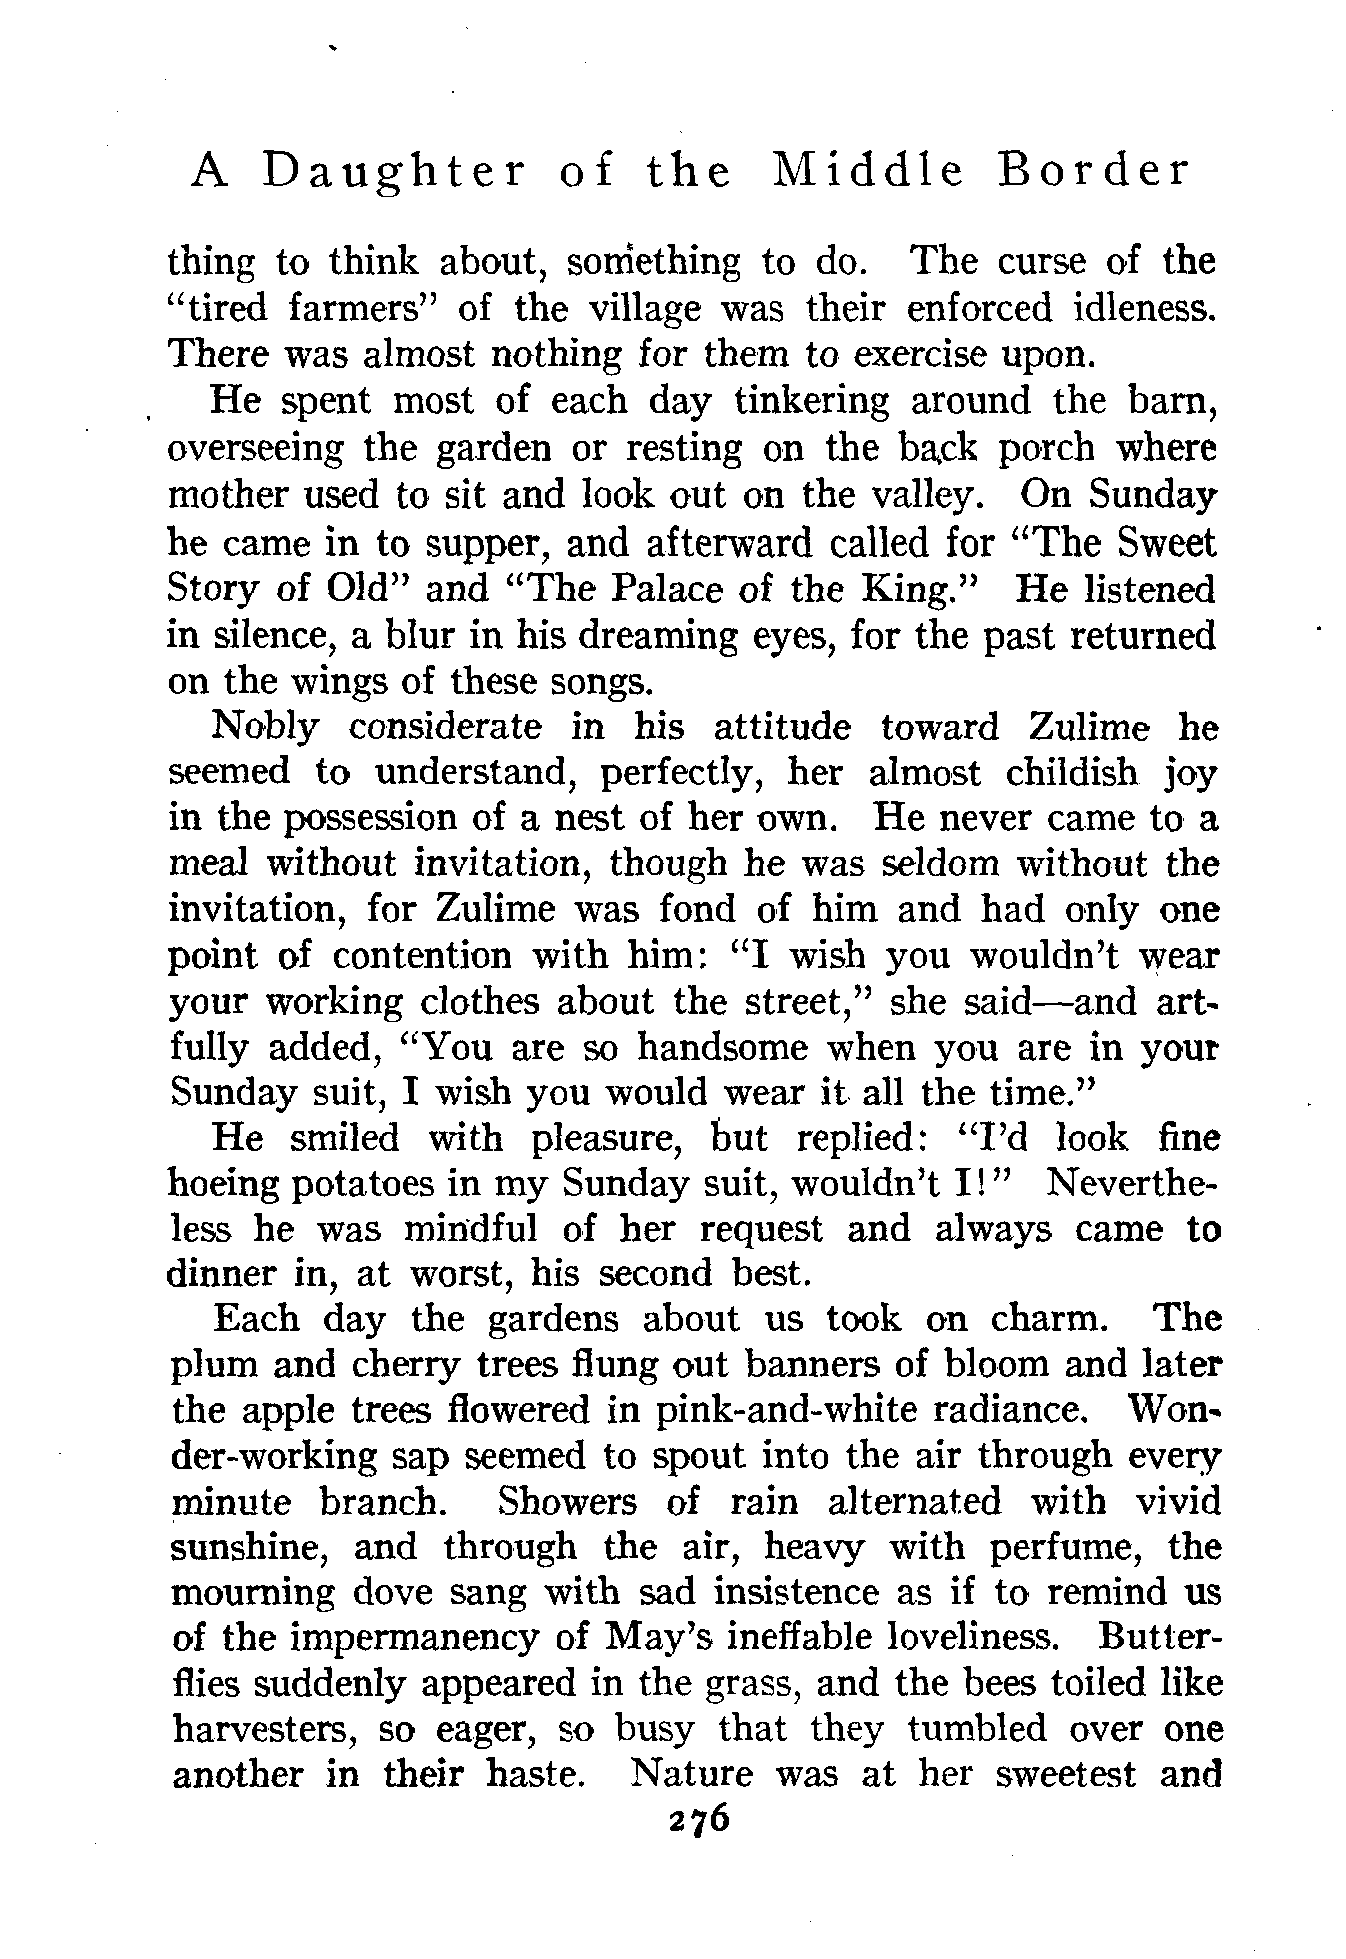 A Daughter of the Middle Border
thing to think about, something to do. The curse of the
“tired farmers” of the village was their enforced idleness.
There was almost nothing for them to exercise upon.
He spent most of each day tinkering around the barn,
overseeing the garden or resting on the back porch where
mother used to sit and look out on the valley. On Sunday
he came in to supper, and afterward called for “The Sweet
Story of Old” and “The Palace of the King.” He listened
in silence, a blur in his dreaming eyes, for the past returned
on the wings of these songs.
Nobly considerate in his attitude toward Zulime he
seemed to understand, perfectly, her almost childish joy
in the possession of a nest of her own. He never came to a
meal without invitation, though he was seldom without the
invitation, for Zulime was fond of him and had only one
point of contention with him: “I wish you wouldn’t wear
your working clothes about the street,” she said—and art-
fully added, “You are so handsome when you are in your
Sunday suit, I wish you would wear it all the time.”
He smiled with pleasure, but replied: “I’d look fine
hoeing potatoes in my Sunday suit, wouldn’t I!” Neverthe-
less he was mindful of her request and always came to
dinner in, at worst, his second best.
Each day the gardens about us took on charm. The
plum and cherry trees flung out banners of bloom and later
the apple trees flowered in pink-and-white radiance. Won-
der-working sap seemed to spout into the air through every
minute branch. Showers of rain alternated with vivid
sunshine, and through the air, heavy with perfume, the
mourning dove sang with sad insistence as if to remind us
of the impermanency of May’s ineffable loveliness. Butter-
flies suddenly appeared in the grass, and the bees toiled like
harvesters, so eager, so busy that they tumbled over one
another in their haste. Nature was at her sweetest and
276